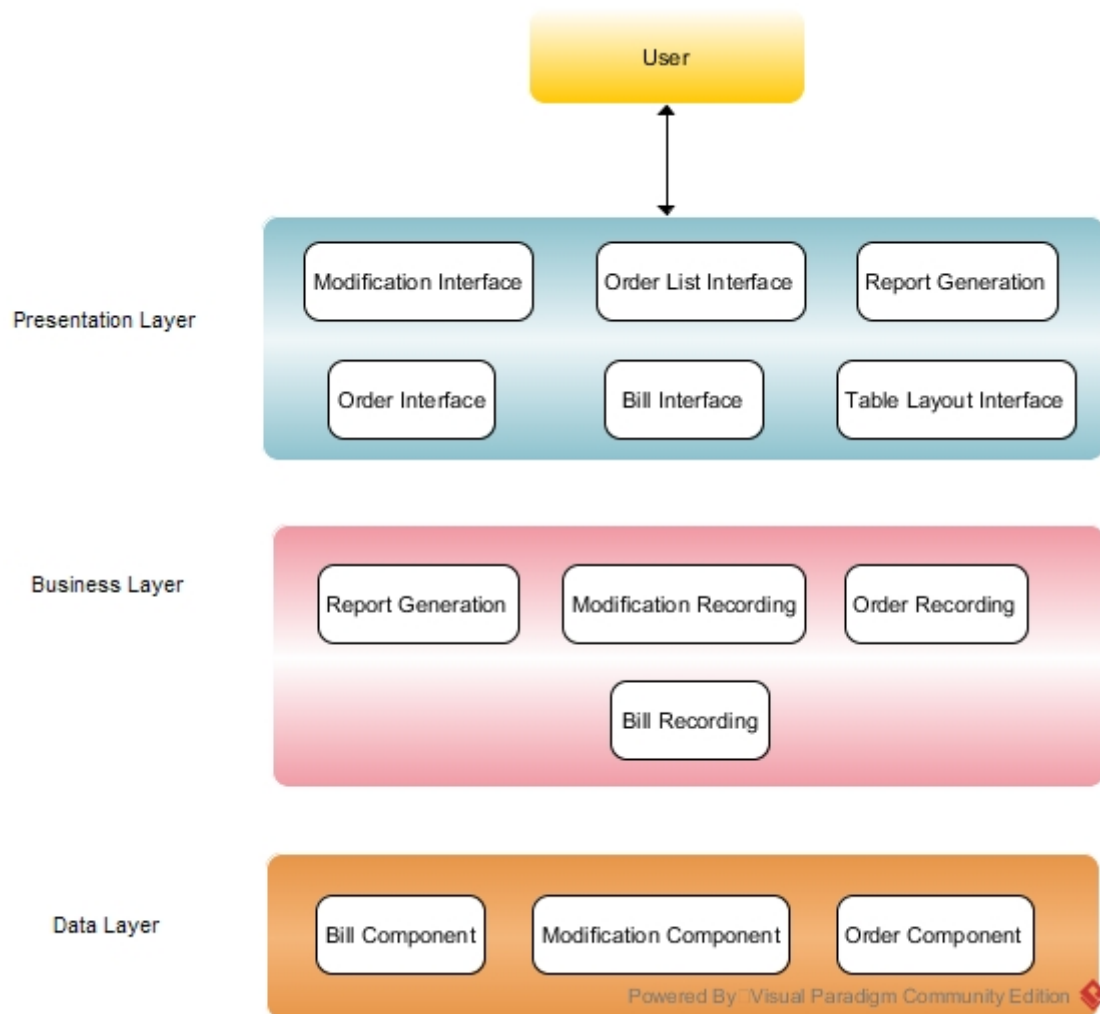 User
Presentation Layer
Modification Interface
Order List Interface
Report Generation
Order Interface
Bill Interface
Table Layout Interface
Business Layer
Report Generation
Modification Recording
Order Recording
Bill Recording
Data Layer
Bill Component
Modification Component
Order Component
Powered By Visual Paradigm Community Edition